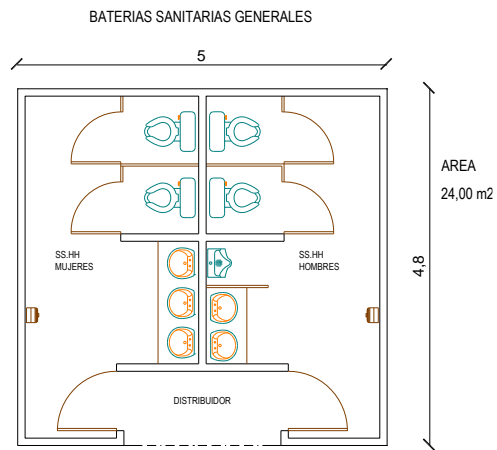 BATERIAS SANITARIAS GENERALES
5
AREA
24,00 m2
4,8
SS.HH
MUJERES
SS.HH
HOMBRES
DISTRIBUIDOR